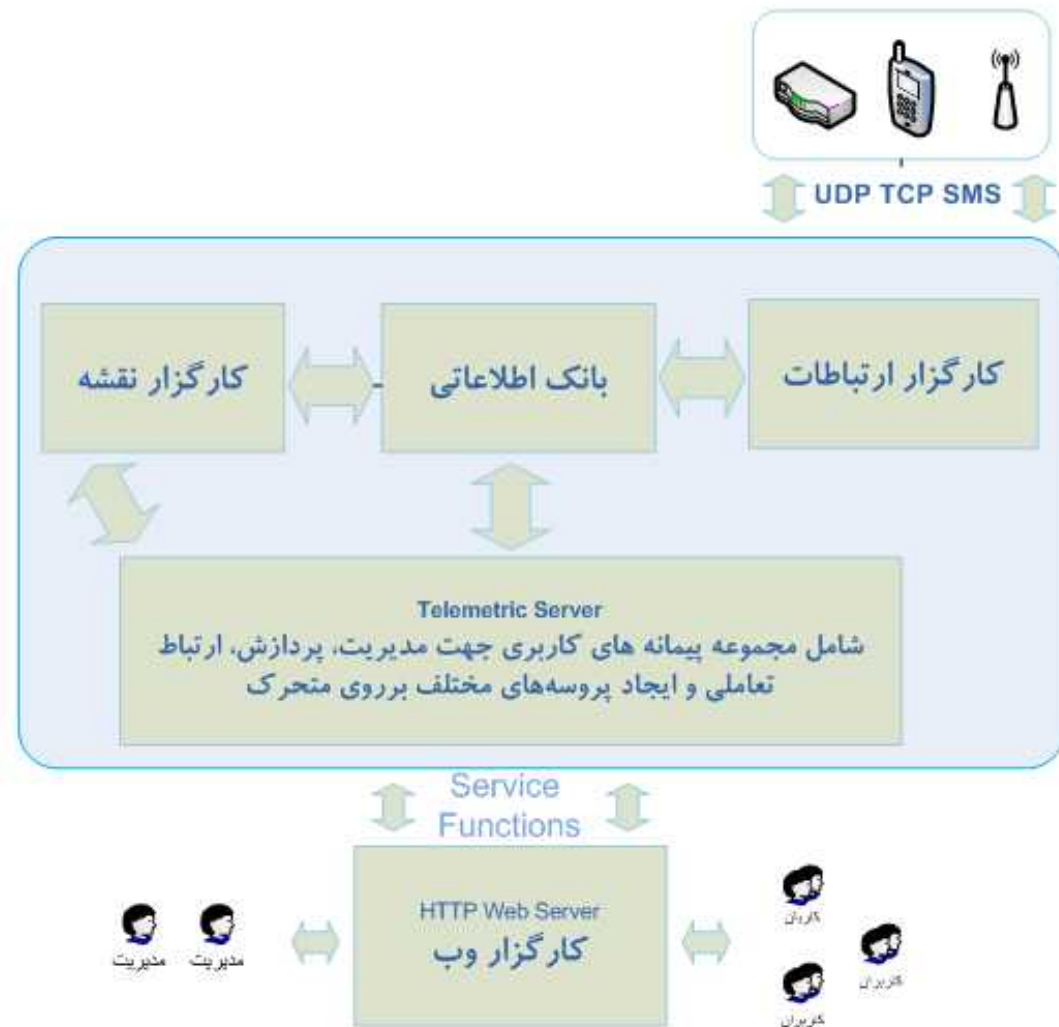 UDP TCP SMS
کارگزار ارتباطات
بانک اطلاعاتی
کارگزار نقشه
Telemetric Server
شامل مجموعه پیمانه های کاربری جهت مدیریت، پردازش، ارتباط
تعاملی و ایجاد پروسه‌های مختلف برروی متحرک
Service
Functions
HTTP Web Server
کارگزار وب
کاربران
کاربران
کاربران
مدیریت
مدیریت